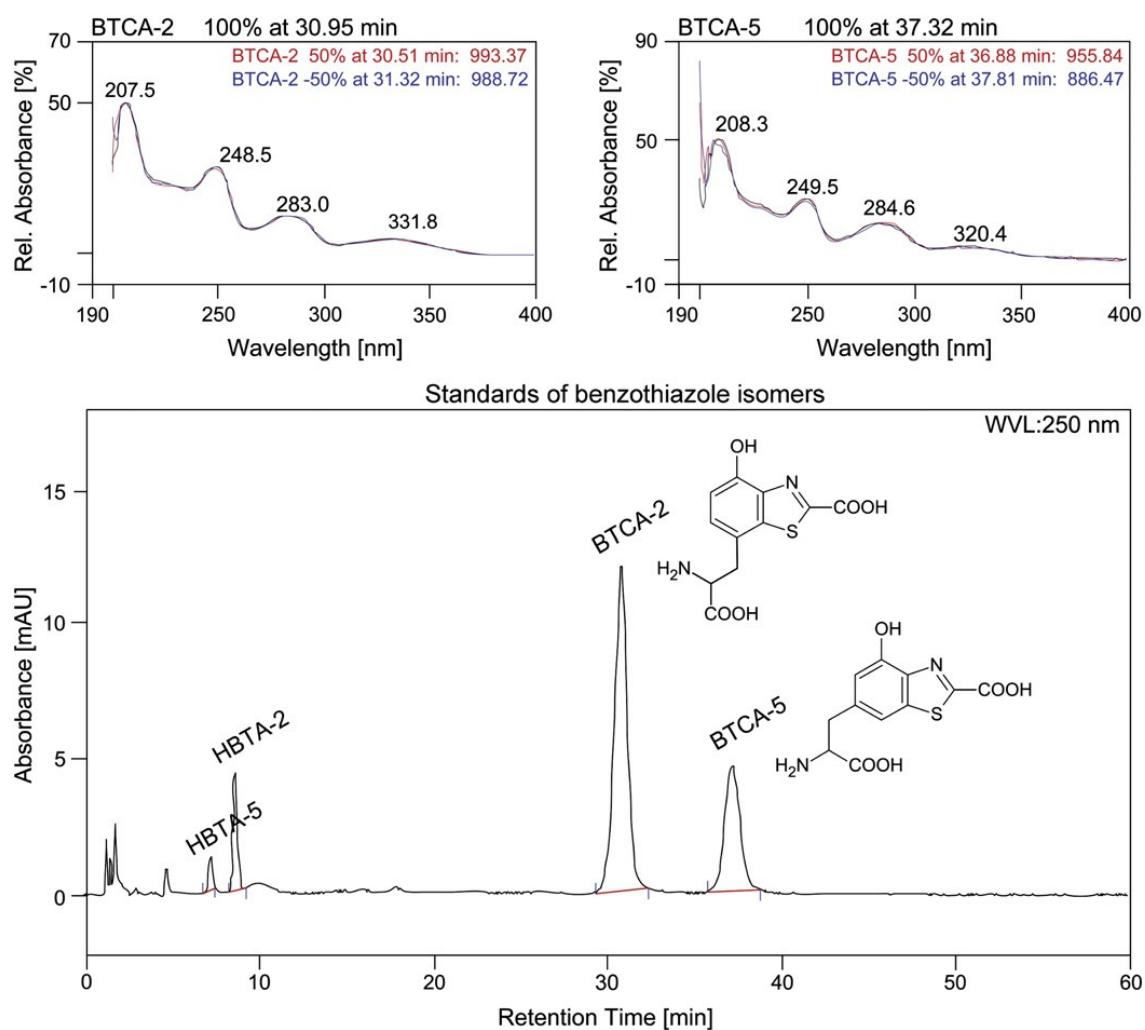 BTCA-2 100% at 30.95 min
BTCA-2 50% at 30.51 min: 993.37
BTCA-2 -50% at 31.32 min: 988.72
70
50
-10
Rel. Absorbance [%]
207.5
248.5
283.0
331.8
190 250 300 350 400
Wavelength [nm]
BTCA-5 100% at 37.32 min
BTCA-5 50% at 36.88 min: 955.84
BTCA-5 -50% at 37.81 min: 886.47
90
50
-10
Rel. Absorbance [%]
208.3
249.5
284.6
320.4
190 250 300 350 400
Wavelength [nm]
Standards of benzothiazole isomers
WVL:250 nm
15
10
5
0
Absorbance [mAU]
HBTA-5
HBTA-2
BTCA-2
OH
N
S
COOH
H2N
COOH
BTCA-5
OH
N
S
COOH
H2N
COOH
0 10 20 30 40 50 60
Retention Time [min]